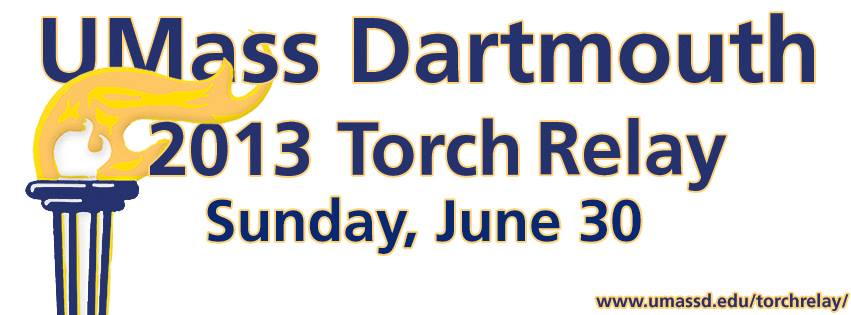 UMass Dartmouth
2013 Torch Relay
Sunday, June 30
www.umassd.edu/torchrelay/